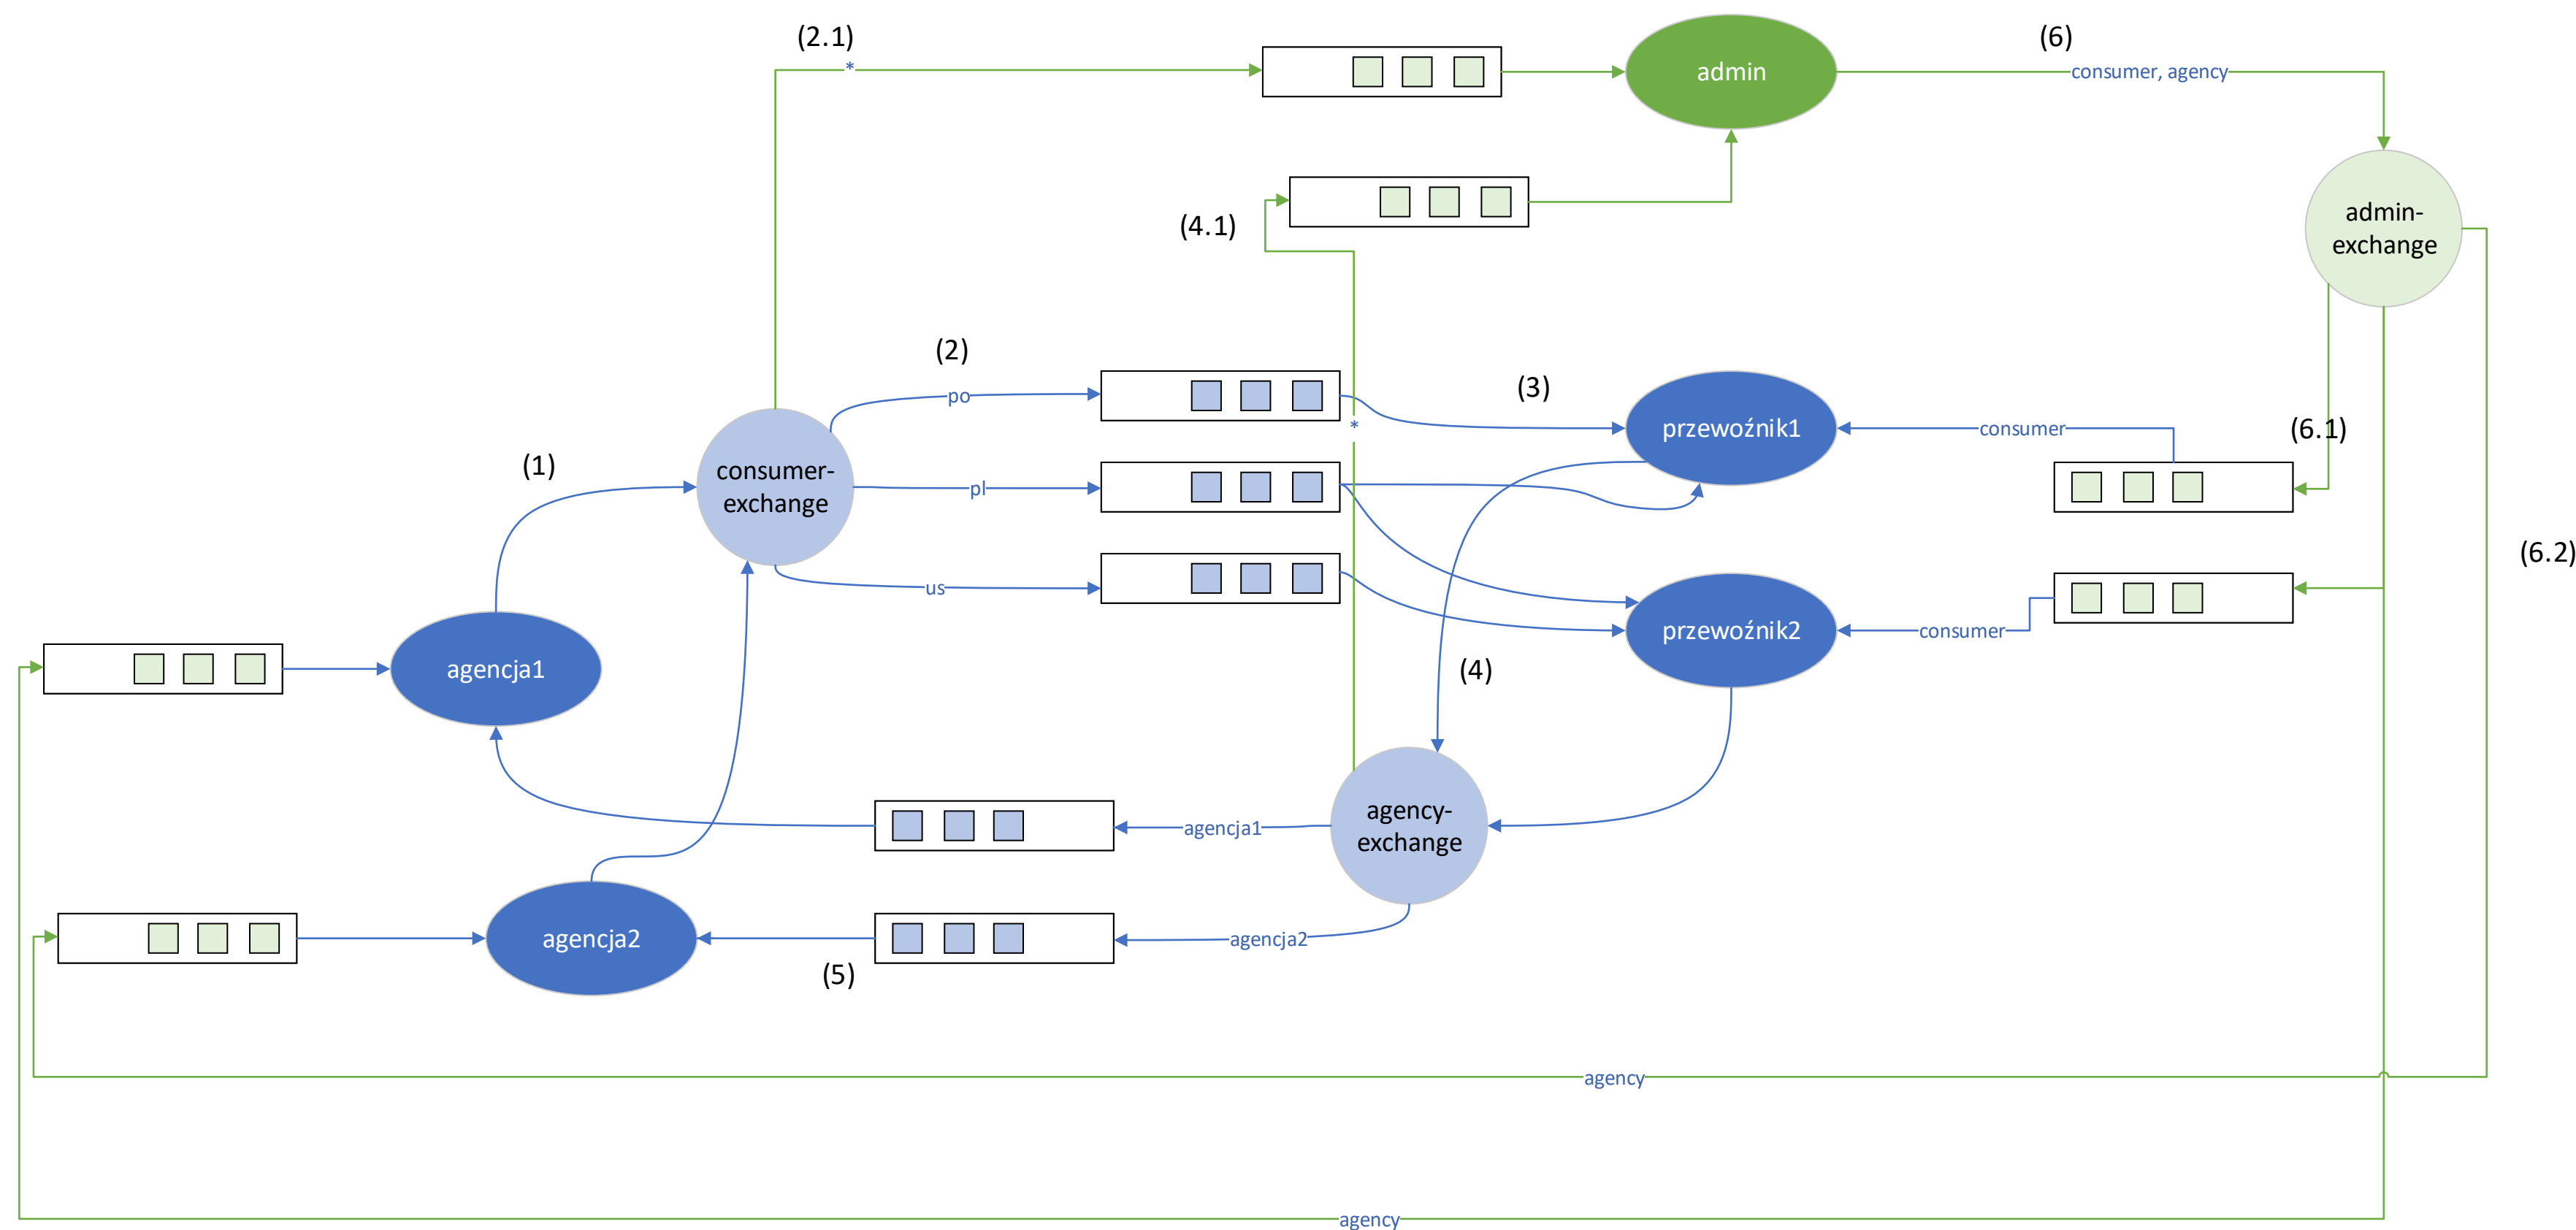 (2.1)
*
admin
(6)
consumer, agency
(4.1)
admin-
exchange
(2)
po
(3)
*
przewoźnik1
consumer
(6.1)
(1)
consumer-
exchange
pl
(6.2)
us
przewoźnik2
consumer
agencja1
(4)
agency-
exchange
agencja1
agencja2
agencja2
(5)
agency
agency